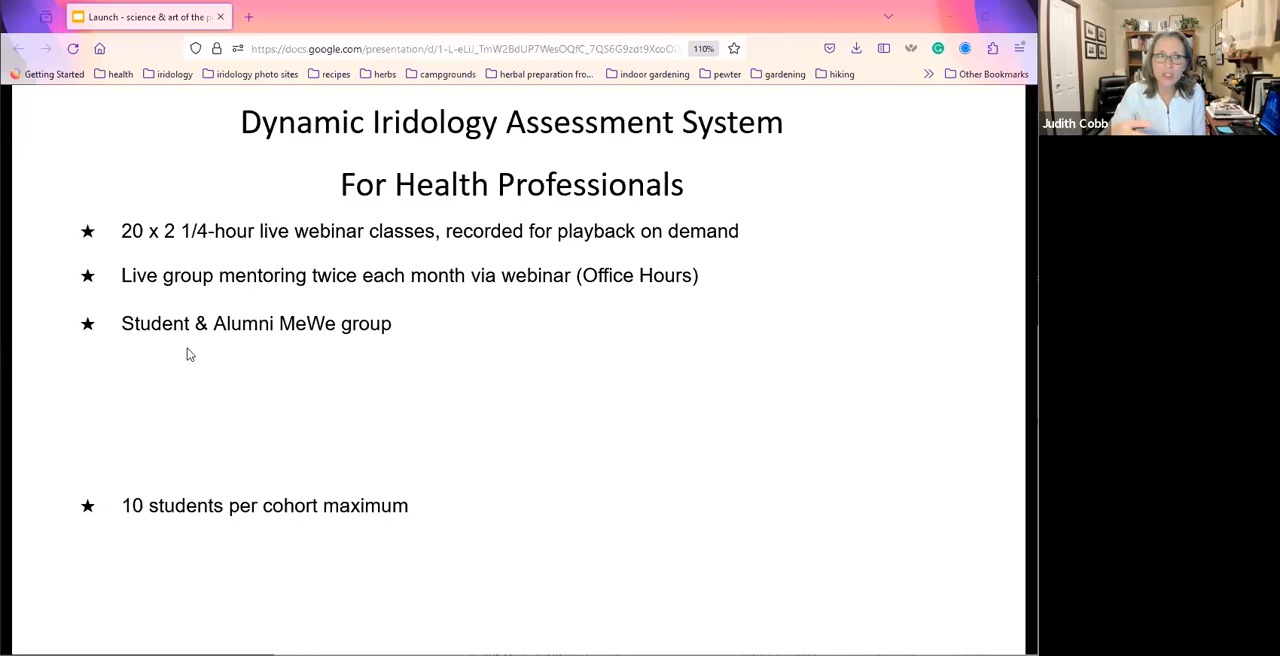 Launch - science & art of the p
https://docs.google.com/presentation/d/1-L-eLiJ_TmW2BdUP7WesOQfC_7QS6G9zdt9XcoO
110%
Getting Started health iridology iridology photo sites recipes herbs campgrounds herbal preparation fro... indoor gardening pewter gardening hiking Other Bookmarks
Judith Cobb
Dynamic Iridology Assessment System
For Health Professionals
★ 20 x 2 1/4-hour live webinar classes, recorded for playback on demand
★ Live group mentoring twice each month via webinar (Office Hours)
★ Student & Alumni MeWe group
★ 10 students per cohort maximum